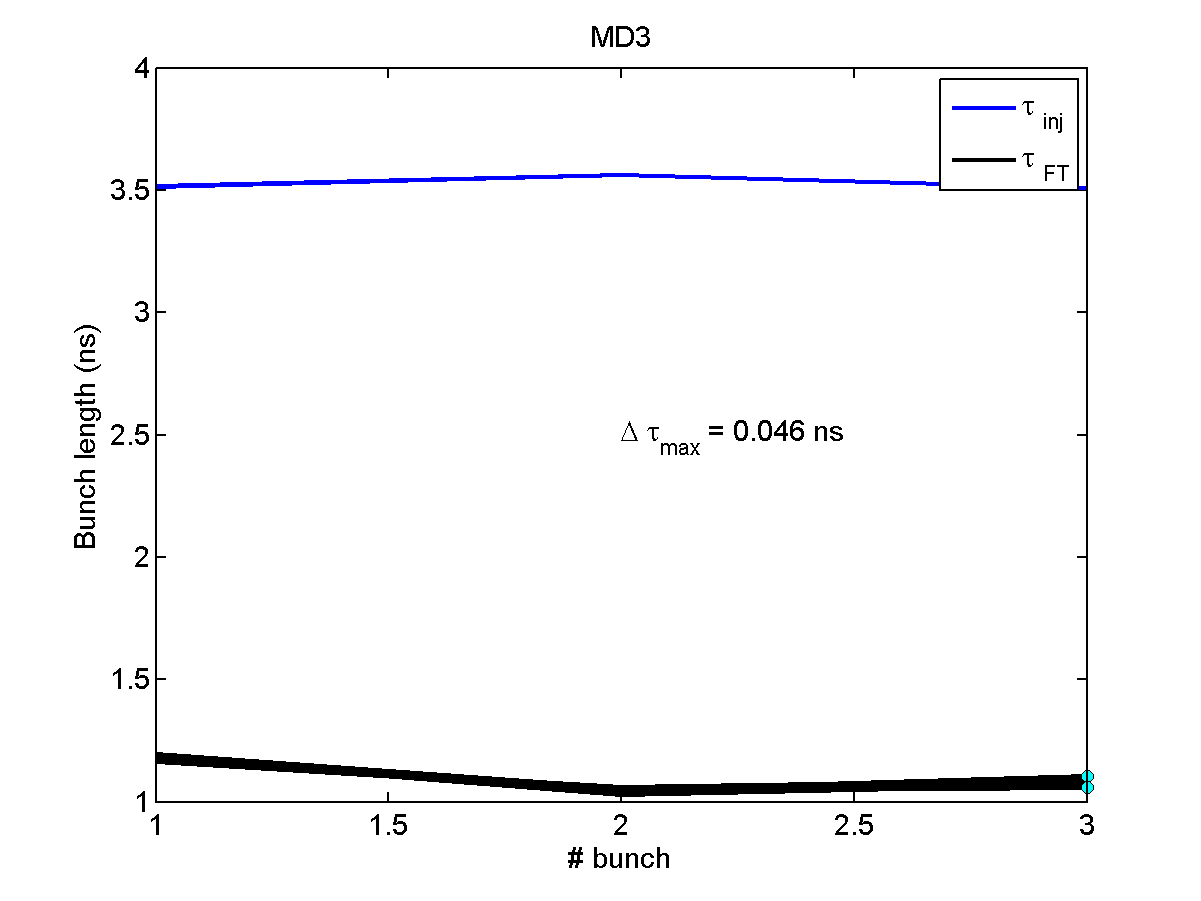 MD3
4
3.5
3
2.5
2
1.5
1
Bunch length (ns)
τ inj
τ FT
Δ τmax = 0.046 ns
1 1.5 2 2.5 3
# bunch